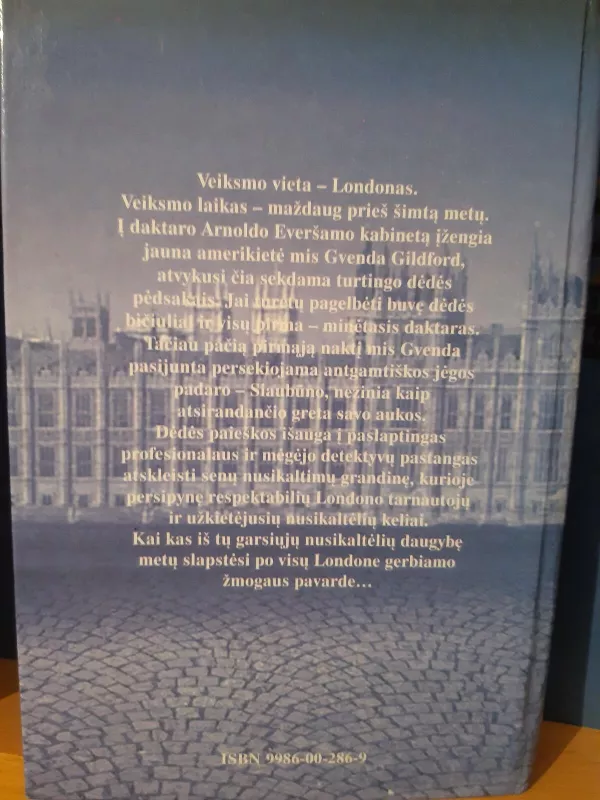 Veiksmo vieta – Londonas.
Veiksmo laikas – maždaug prieš šimtą metų.
Į daktaro Arnoldo Everšamo kabinetą įžengia
jauna amerikietė mis Gvenda Gildford,
atvykusi čia sekdama turtingo dėdės
pėdsakais. Jai turėtų pagelbėti buvę dėdės
bičiuliai ir visų pirma – minėtasis daktaras.
Tačiau pačią pirmąją naktį mis Gvenda
pasijunta persekiojama antgamtiškos jėgos
padaro – Slaubūno, nežinia kaip
atsirandančio greta savo aukos.
Dėdės paieškos išauga į paslaptingas
profesionalaus ir mėgėjo detektyvų pastangas
atskleisti senų nusikaltimų grandinę, kurioje
persipynę respektabilių Londono tarnautojų
ir užkietėjusių nusikaltėlių keliai.
Kai kas iš tų garsiųjų nusikaltėlių daugybę
metų slapstėsi po visų Londone gerbiamo
žmogaus pavarde...
ISBN 9986-00-286-9